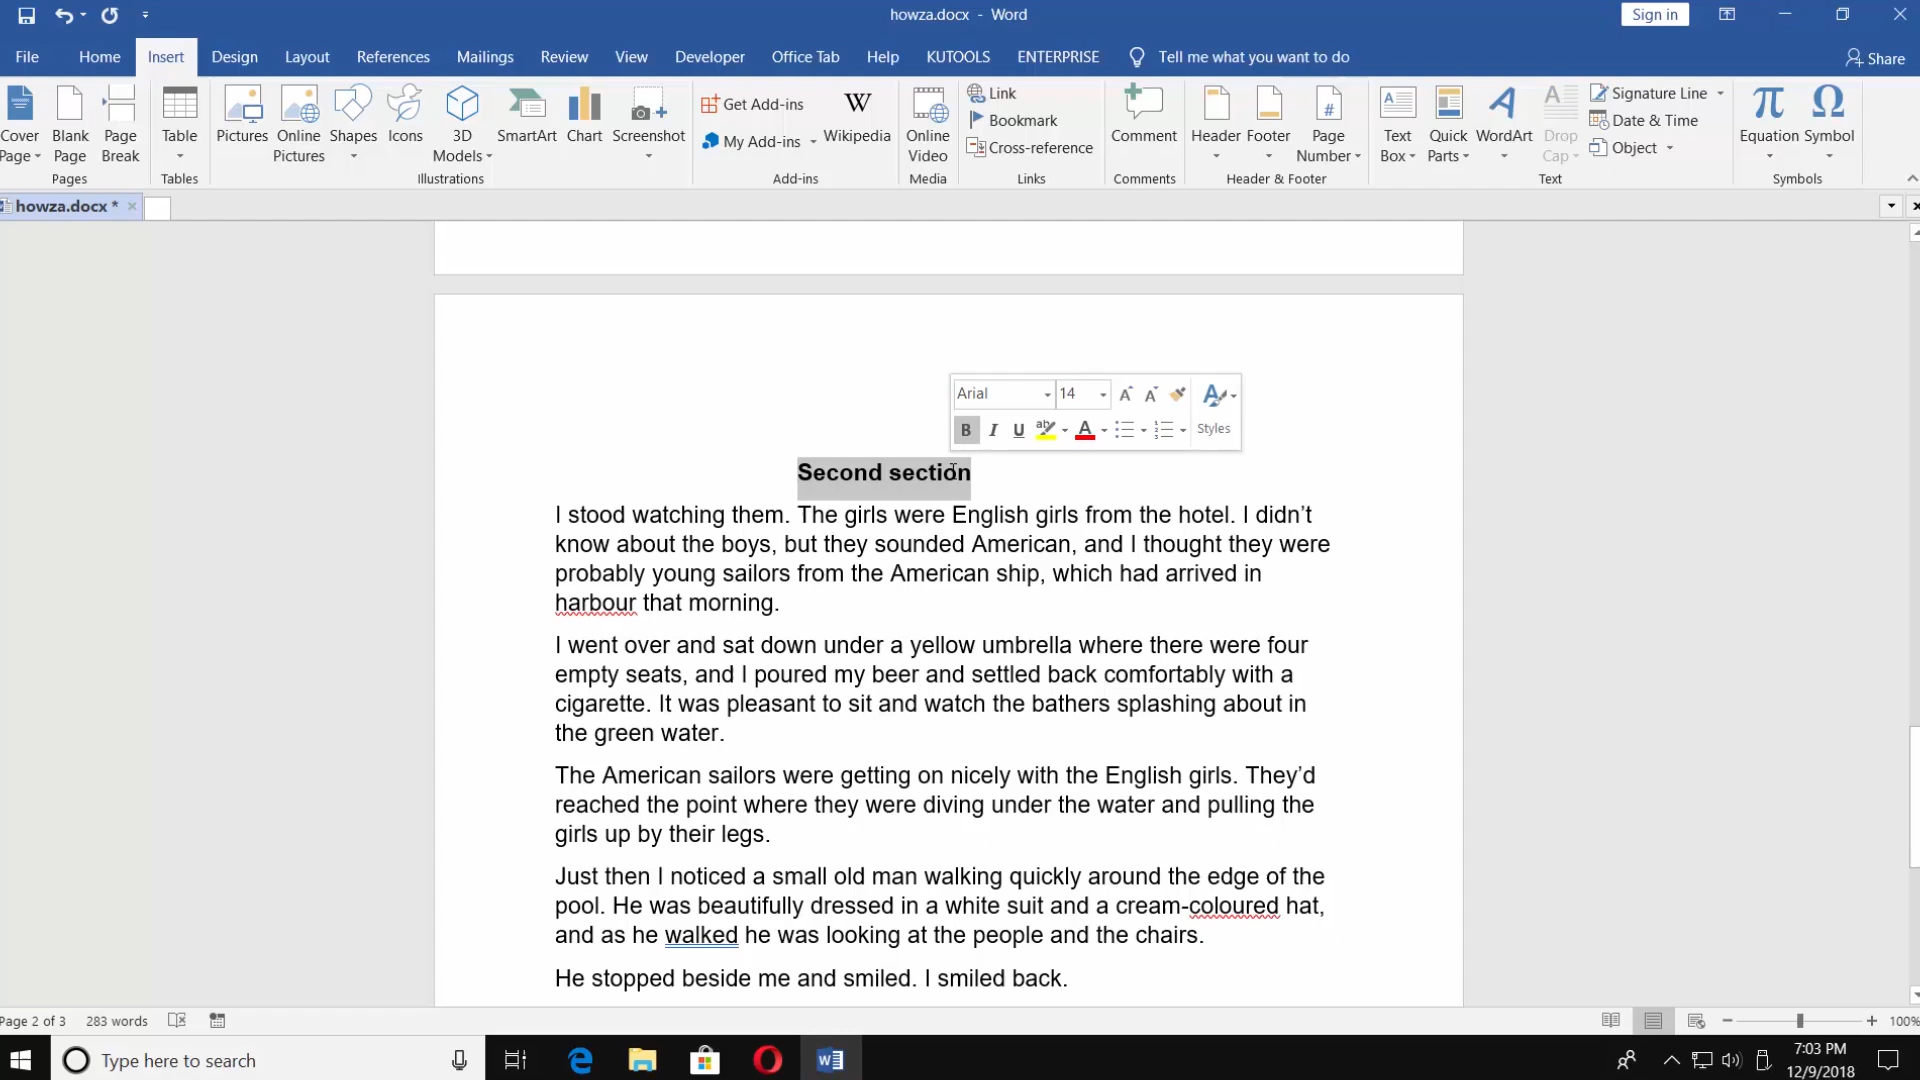 howza.docx - Word
Sign in
File Home Insert Design Layout References Mailings Review View Developer Office Tab Help KUTOOLS ENTERPRISE Tell me what you want to do Share
Cover Page
Blank Page
Page Break
Pages
Table
Tables
Pictures
Online Pictures
Shapes
Icons
3D Models
SmartArt
Chart
Screenshot
Illustrations
Get Add-ins
My Add-ins
W
Wikipedia
Add-ins
Online Video
Media
Link
Bookmark
Cross-reference
Links
Comment
Comments
Header
Footer
Page Number
Header & Footer
Text Box
Quick Parts
WordArt
Drop Cap
Signature Line
Date & Time
Object
Text
π
Equation
Ω
Symbol
Symbols
howza.docx *
Arial 14
B I U A Styles
Second section
I stood watching them. The girls were English girls from the hotel. I didn’t
know about the boys, but they sounded American, and I thought they were
probably young sailors from the American ship, which had arrived in
harbour that morning.
I went over and sat down under a yellow umbrella where there were four
empty seats, and I poured my beer and settled back comfortably with a
cigarette. It was pleasant to sit and watch the bathers splashing about in
the green water.
The American sailors were getting on nicely with the English girls. They’d
reached the point where they were diving under the water and pulling the
girls up by their legs.
Just then I noticed a small old man walking quickly around the edge of the
pool. He was beautifully dressed in a white suit and a cream-coloured hat,
and as he walked he was looking at the people and the chairs.
He stopped beside me and smiled. I smiled back.
Page 2 of 3 283 words 100%
Type here to search
7:03 PM
12/9/2018